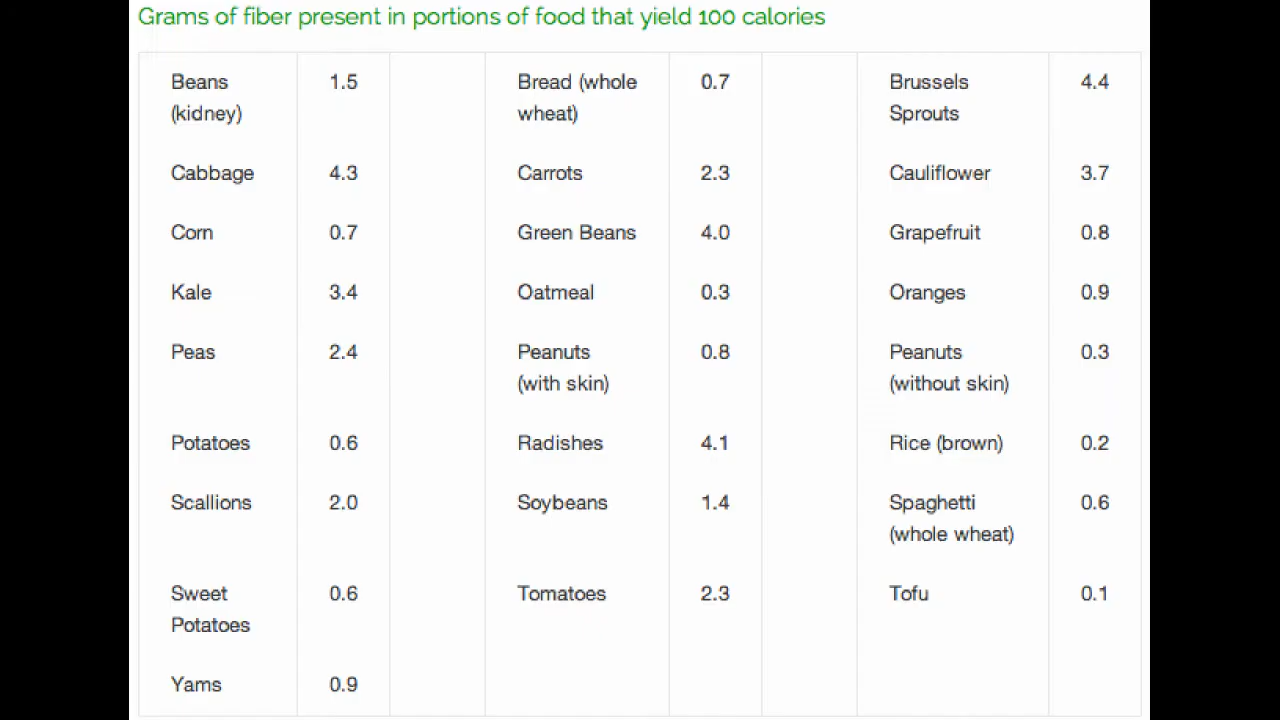 Grams of fiber present in portions of food that yield 100 calories
Beans 1.5 Bread (whole 0.7 Brussels 4.4
(kidney) wheat) Sprouts
Cabbage 4.3 Carrots 2.3 Cauliflower 3.7
Corn 0.7 Green Beans 4.0 Grapefruit 0.8
Kale 3.4 Oatmeal 0.3 Oranges 0.9
Peas 2.4 Peanuts 0.8 Peanuts 0.3
(with skin) (without skin)
Potatoes 0.6 Radishes 4.1 Rice (brown) 0.2
Scallions 2.0 Soybeans 1.4 Spaghetti 0.6
(whole wheat)
Sweet 0.6 Tomatoes 2.3 Tofu 0.1
Potatoes
Yams 0.9